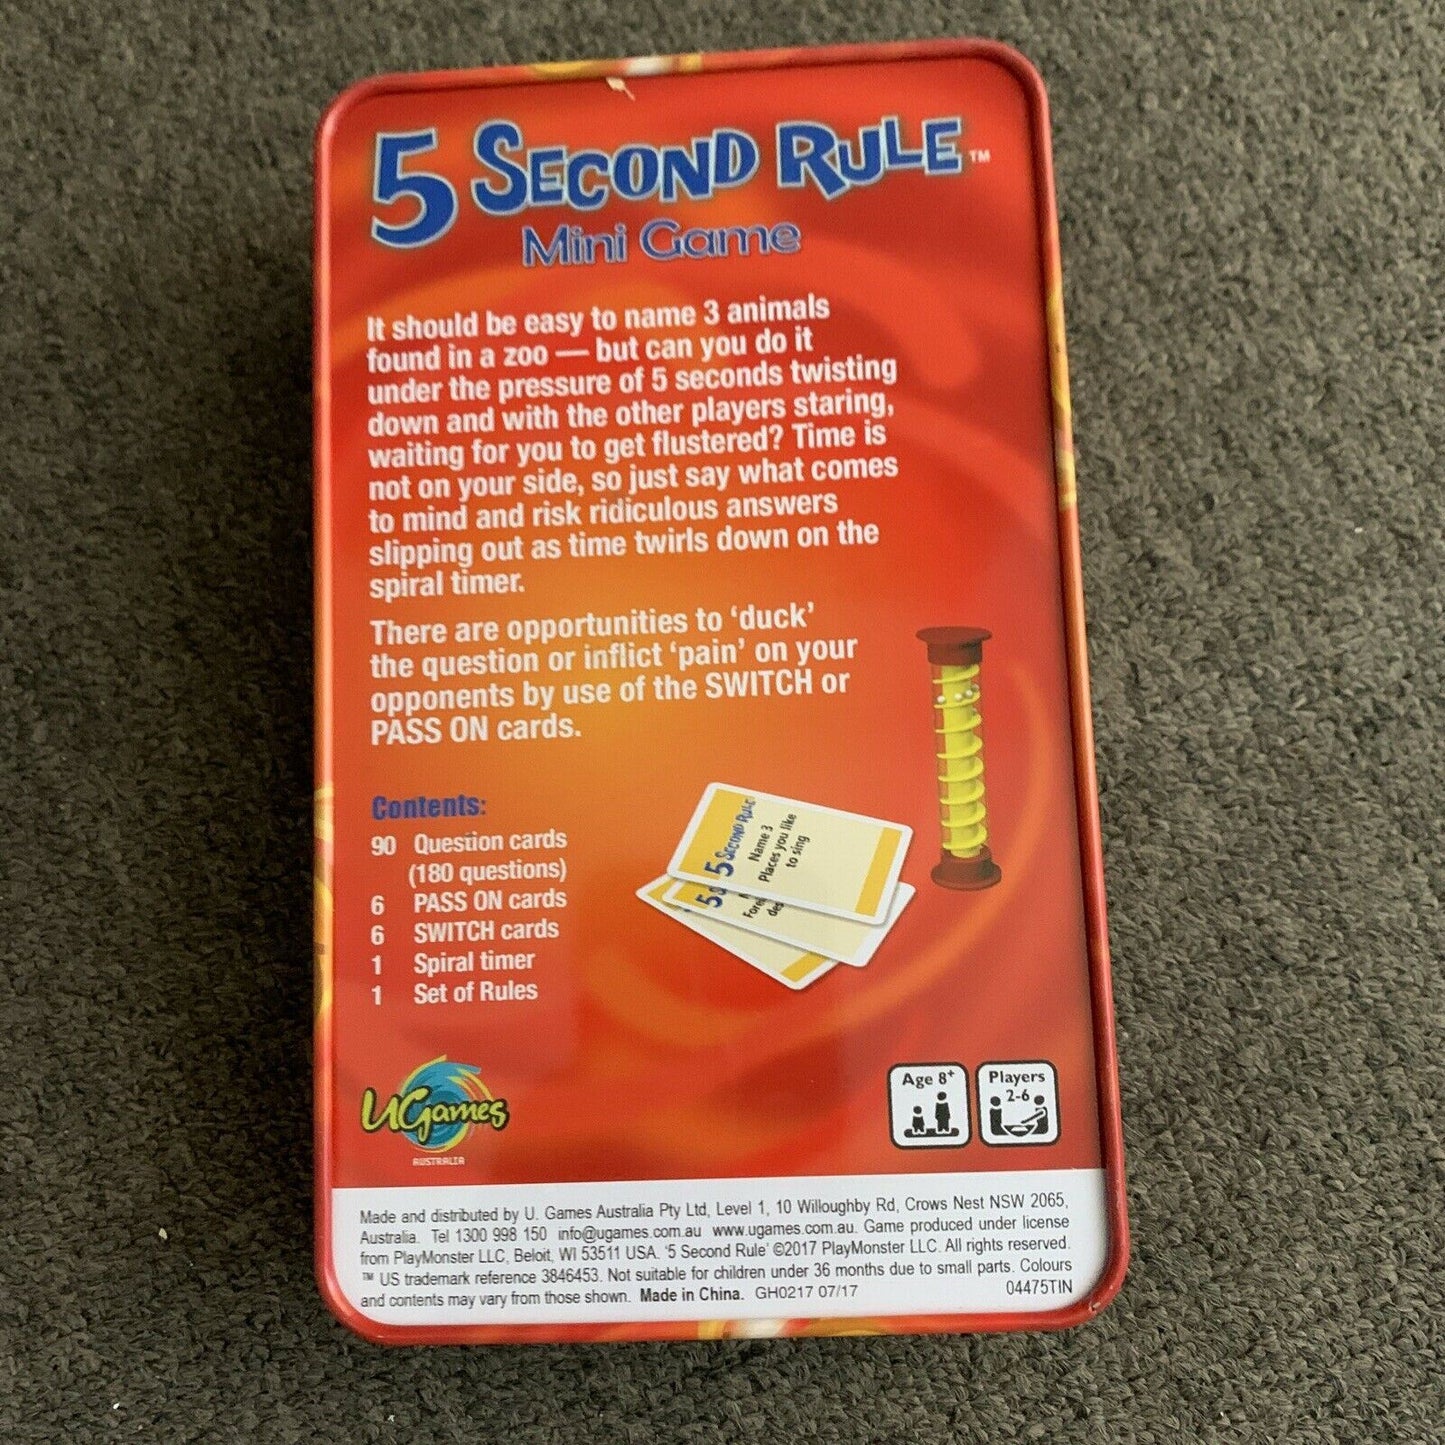 5 SECOND RULE™
Mini Game
It should be easy to name 3 animals
found in a zoo — but can you do it
under the pressure of 5 seconds twisting
down and with the other players staring,
waiting for you to get flustered? Time is
not on your side, so just say what comes
to mind and risk ridiculous answers
slipping out as time twirls down on the
spiral timer.
There are opportunities to ‘duck’
the question or inflict ‘pain’ on your
opponents by use of the SWITCH or
PASS ON cards.
Contents:
90 Question cards
(180 questions)
6 PASS ON cards
6 SWITCH cards
1 Spiral timer
1 Set of Rules
5 SECOND RULE
Name 3
Places you like
to sing
5 S
UGames
AUSTRALIA
Age 8+
Players
2-6
Made and distributed by U. Games Australia Pty Ltd, Level 1, 10 Willoughby Rd, Crows Nest NSW 2065,
Australia. Tel 1300 998 150 info@ugames.com.au www.ugames.com.au. Game produced under license
from PlayMonster LLC, Beloit, WI 53511 USA. ‘5 Second Rule’ ©2017 PlayMonster LLC. All rights reserved.
™ US trademark reference 3846453. Not suitable for children under 36 months due to small parts. Colours
and contents may vary from those shown. Made in China. GH0217 07/17 04475TIN